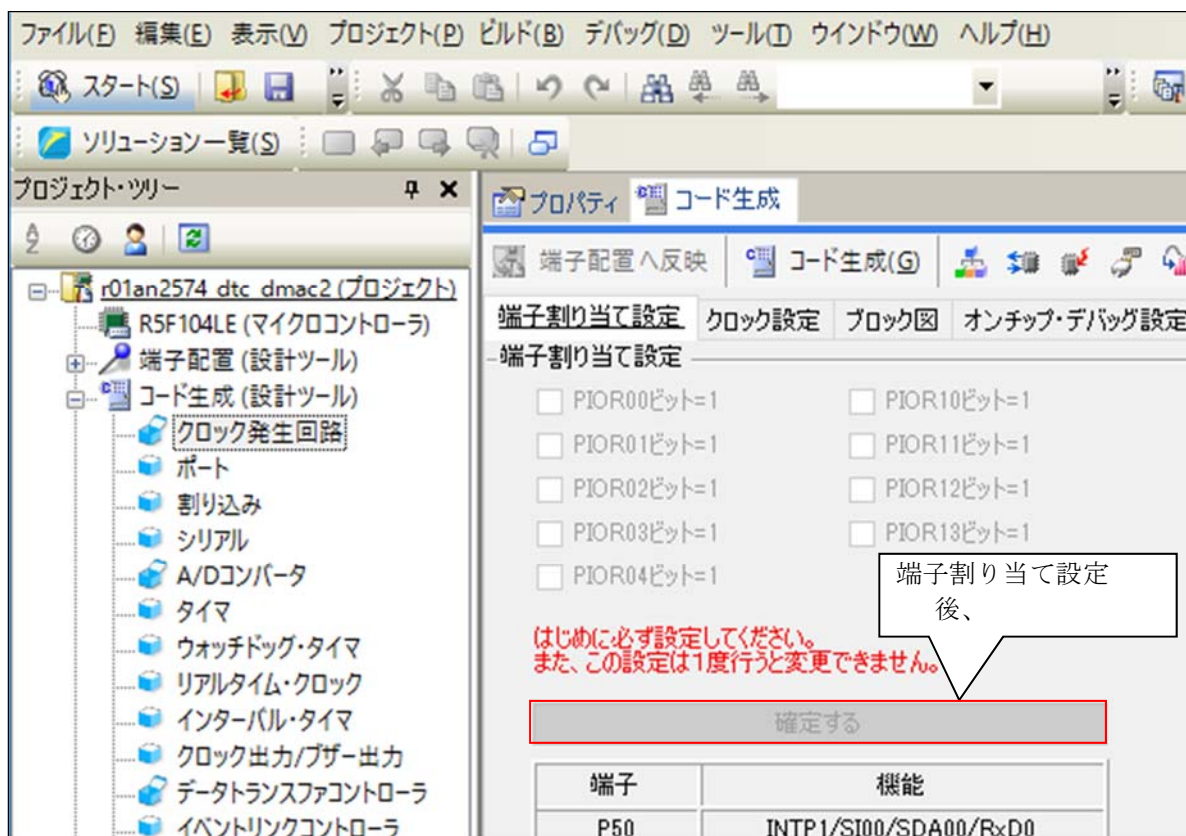 ファイル(F) 編集(E) 表示(V) プロジェクト(P) ビルド(B) デバッグ(D) ツール(T) ウインドウ(W) ヘルプ(H)
スタート(S)
ソリューション一覧(S)
プロジェクト・ツリー
プロパティ コード生成
端子配置へ反映 コード生成(G)
r01an2574_dtc_dmac2 (プロジェクト)
R5F104LE (マイクロコントローラ)
端子配置 (設計ツール)
コード生成 (設計ツール)
クロック発生回路
ポート
割り込み
シリアル
A/Dコンバータ
タイマ
ウォッチドッグ・タイマ
リアルタイム・クロック
インターバル・タイマ
クロック出力/ブザー出力
データトランスファコントローラ
イベントリンクコントローラ
端子割り当て設定 クロック設定 ブロック図 オンチップ・デバッグ設定
端子割り当て設定
PIOR00ビット=1 PIOR10ビット=1
PIOR01ビット=1 PIOR11ビット=1
PIOR02ビット=1 PIOR12ビット=1
PIOR03ビット=1 PIOR13ビット=1
PIOR04ビット=1
端子割り当て設定
後、
はじめに必ず設定してください。
また、この設定は1度行うと変更できません。
確定する
端子 機能
P50 INTP1/SI00/SDA00/RxD0